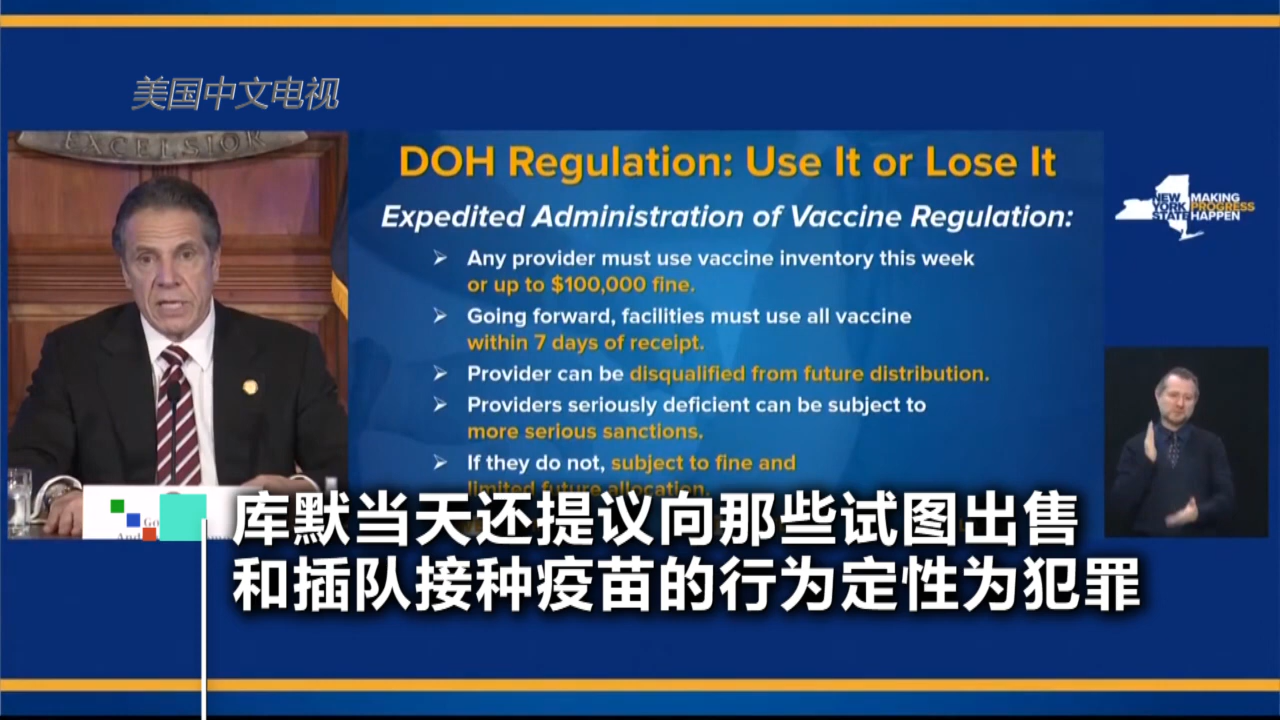 美国中文电视
EXCELSIOR
DOH Regulation: Use It or Lose It
Expedited Administration of Vaccine Regulation:
Any provider must use vaccine inventory this week
or up to $100,000 fine.
Going forward, facilities must use all vaccine
within 7 days of receipt.
Provider can be disqualified from future distribution.
Providers seriously deficient can be subject to
more serious sanctions.
If they do not, subject to fine and
limited future allocation.
NEW
YORK
STATE
MAKING
PROGRESS
HAPPEN
库默当天还提议向那些试图出售
和插队接种疫苗的行为定性为犯罪